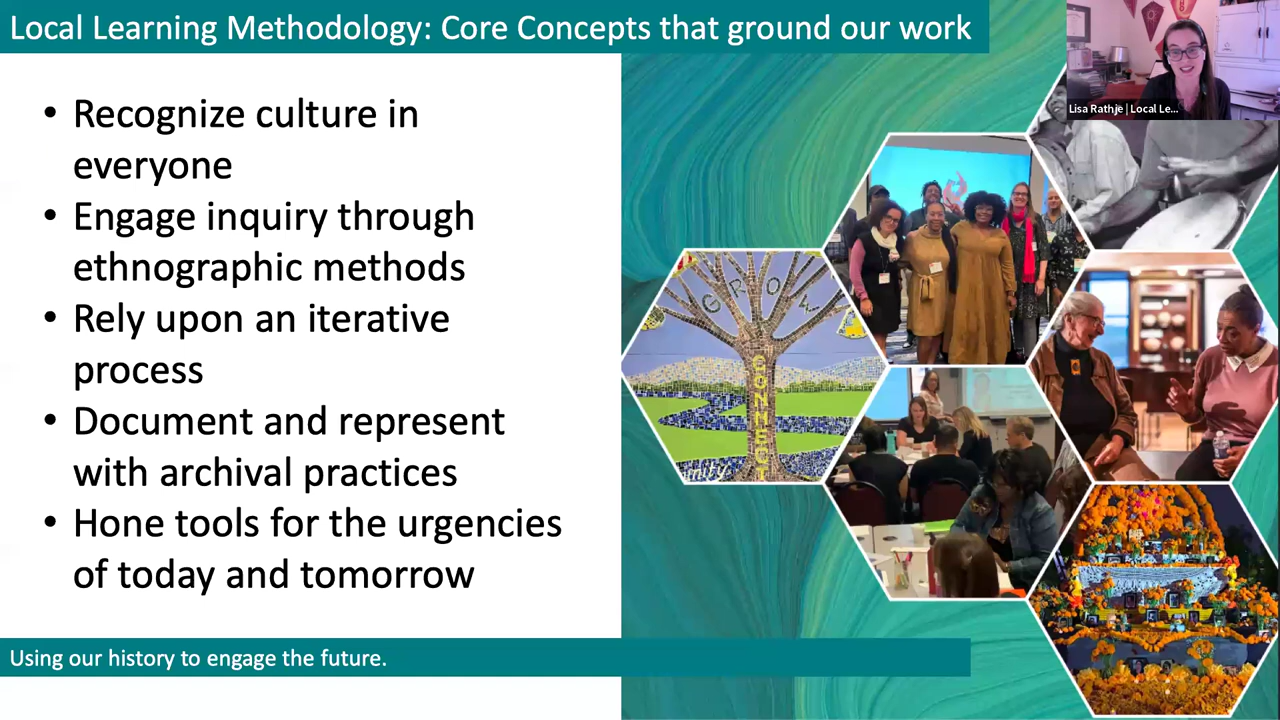 Local Learning Methodology: Core Concepts that ground our work
Lisa Rathje | Local Le...
• Recognize culture in
everyone
• Engage inquiry through
ethnographic methods
• Rely upon an iterative
process
• Document and represent
with archival practices
• Hone tools for the urgencies
of today and tomorrow
GROW
CONNECT
Using our history to engage the future.